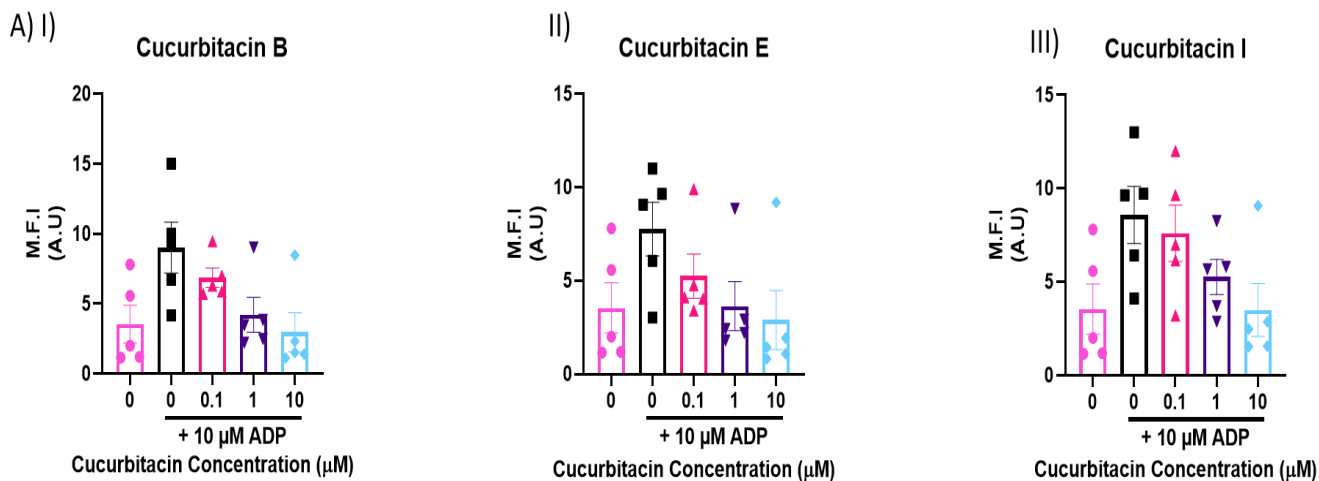 A) I)
Cucurbitacin B
20
15
10
5
0
M.F.I
(A.U)
0 0 0.1 1 10
+ 10 µM ADP
Cucurbitacin Concentration (µM)
II)
Cucurbitacin E
15
10
5
0
M.F.I
(A.U)
0 0 0.1 1 10
+ 10 µM ADP
Cucurbitacin Concentration (µM)
III)
Cucurbitacin I
15
10
5
0
M.F.I
(A.U)
0 0 0.1 1 10
+ 10 µM ADP
Cucurbitacin Concentration (µM)